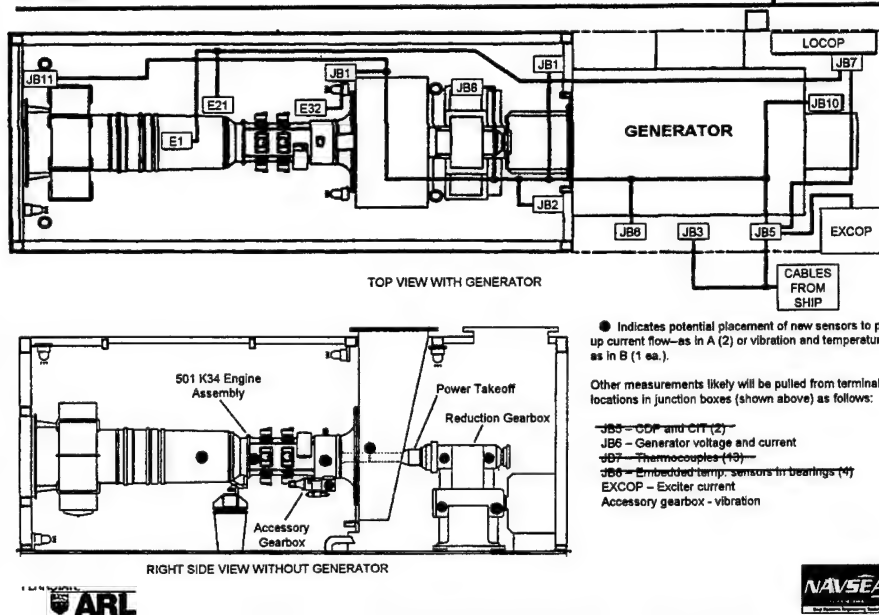 LOCOP
JB11
JB1
JB1
JB7
E21
E32
JB8
JB10
E1
GENERATOR
JB2
JB6
JB3
JB5
EXCOP
CABLES
FROM
SHIP
TOP VIEW WITH GENERATOR
Indicates potential placement of new sensors to p
up current flow–as in A (2) or vibration and temperatur
as in B (1 ea.).
Other measurements likely will be pulled from terminal
locations in junction boxes (shown above) as follows:
JB5 – CDP and CIT (2)
JB6 – Generator voltage and current
JB7 – Thermocouples (13)
JB8 – Embedded temp. sensors in bearings (4)
EXCOP – Exciter current
Accessory gearbox - vibration
501 K34 Engine
Assembly
Power Takeoff
Reduction Gearbox
Accessory
Gearbox
RIGHT SIDE VIEW WITHOUT GENERATOR
ARL
NAVSEA